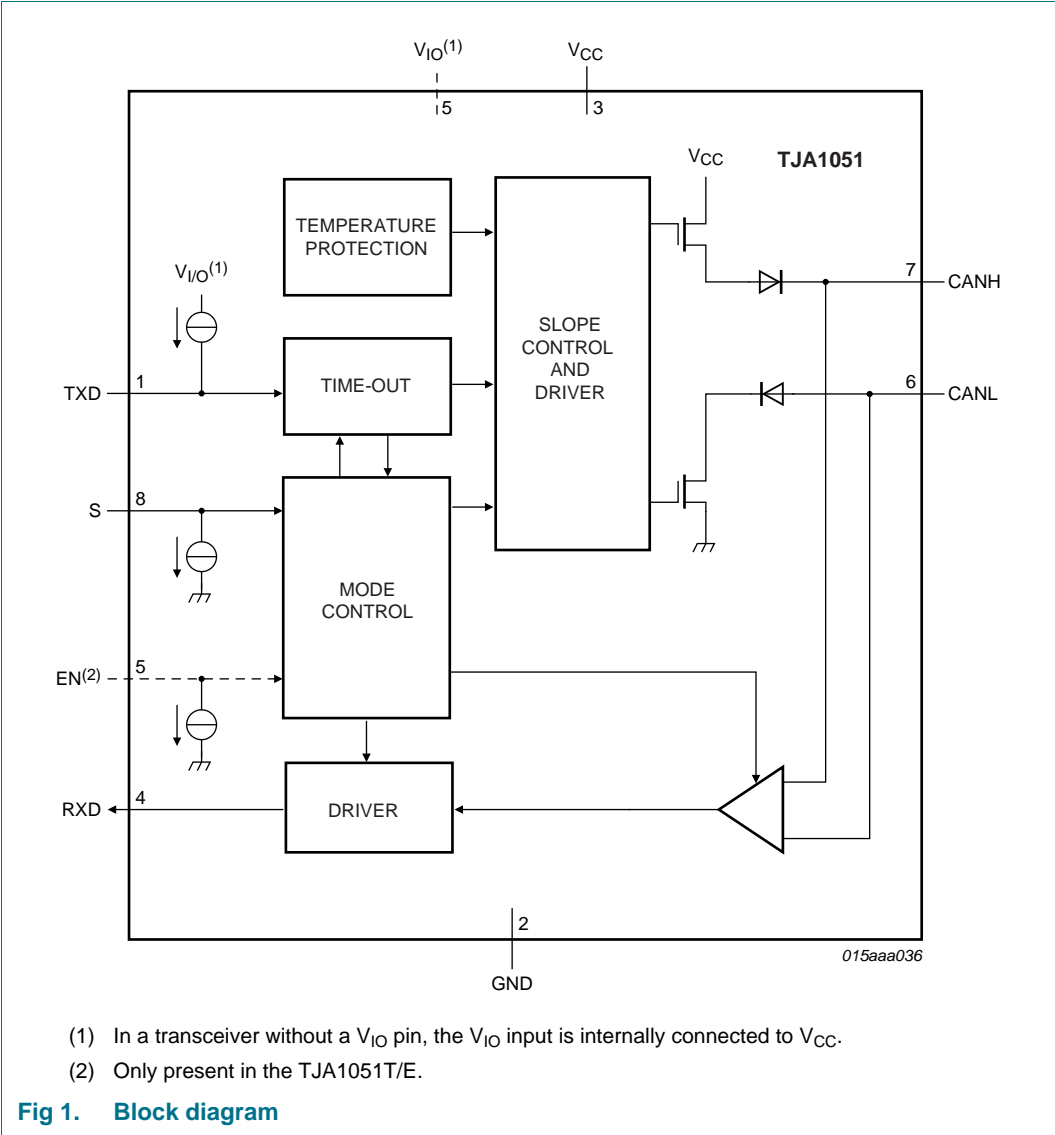 VIO(1)
VCC
5
3
VCC
TJA1051
TEMPERATURE
PROTECTION
VI/O(1)
7
CANH
SLOPE
CONTROL
AND
DRIVER
TXD
1
TIME-OUT
6
CANL
S
8
MODE
CONTROL
EN(2)
5
RXD
4
DRIVER
2
015aaa036
GND
(1) In a transceiver without a VIO pin, the VIO input is internally connected to VCC.
(2) Only present in the TJA1051T/E.
Fig 1. Block diagram